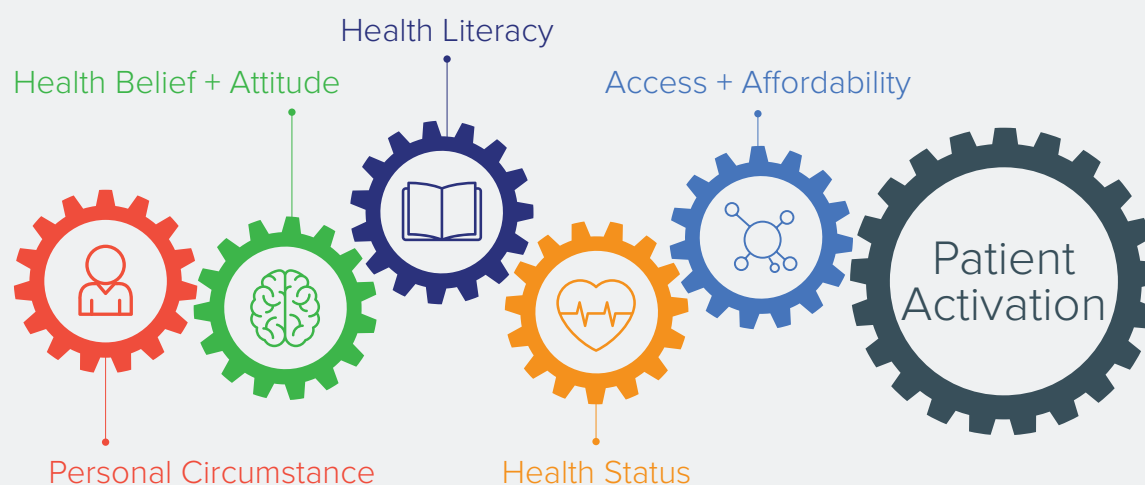 Health Literacy
Health Belief + Attitude
Access + Affordability
Patient
Activation
Personal Circumstance
Health Status